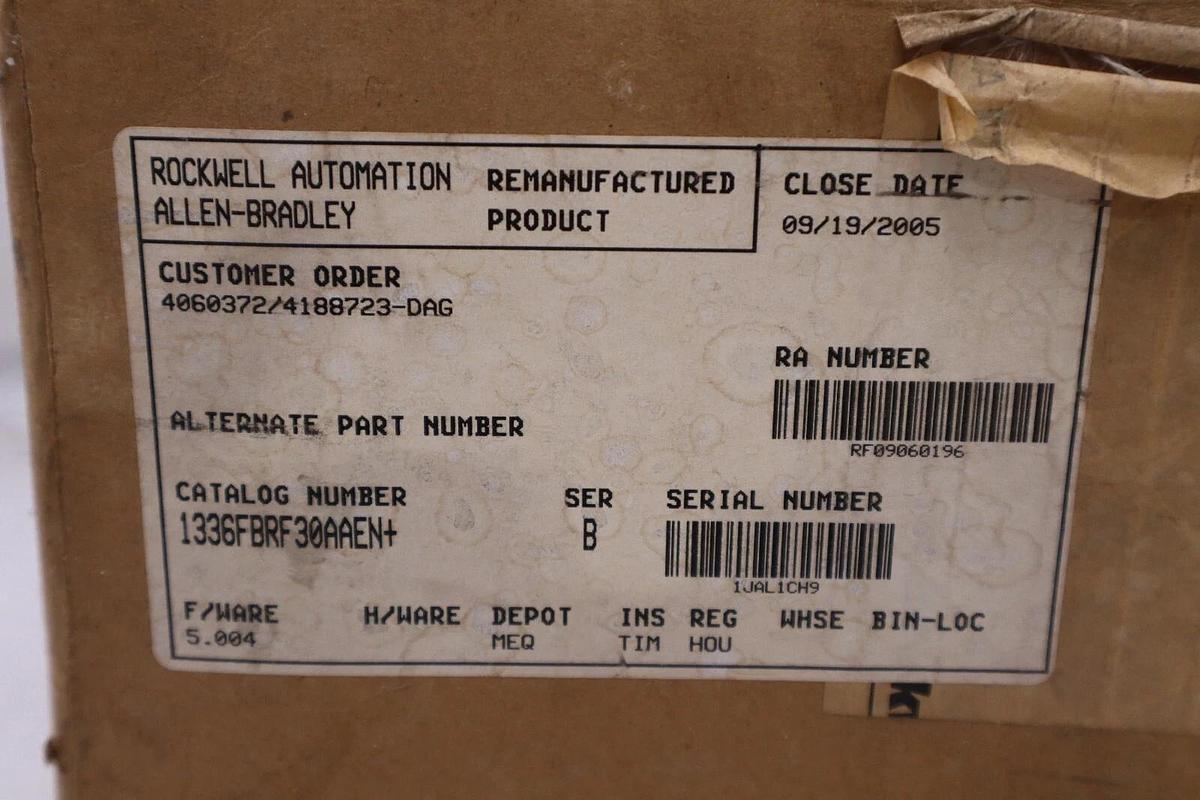 ROCKWELL AUTOMATION
ALLEN-BRADLEY
REMANUFACTURED
PRODUCT
CLOSE DATE
09/19/2005
CUSTOMER ORDER
4060372/4188723-DAG
RA NUMBER
RF09060196
ALTERNATE PART NUMBER
CATALOG NUMBER SER SERIAL NUMBER
1336FBRF30AAEN+ B
1JAL1CH9
F/WARE H/WARE DEPOT INS REG WHSE BIN-LOC
5.004 MEQ TIM HOU